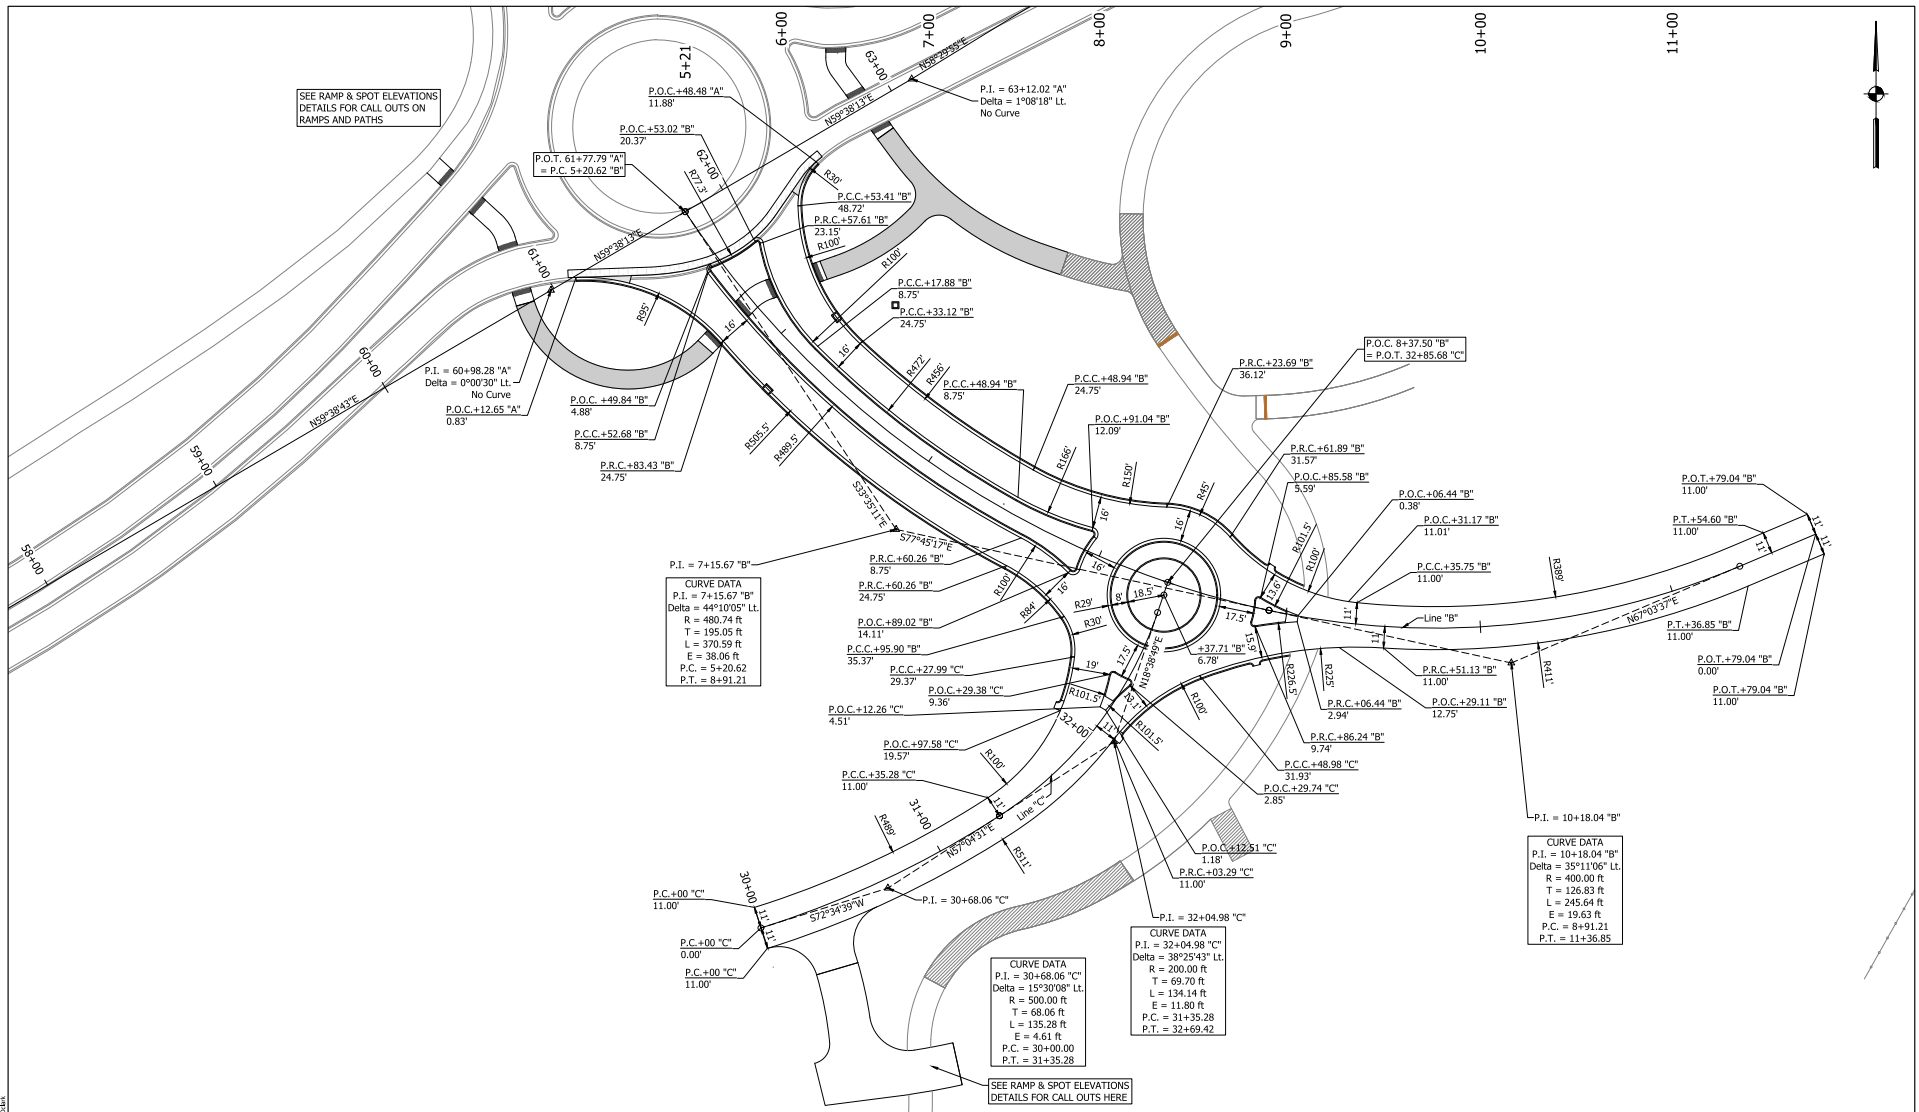 6+00
7+00
8+00
9+00
10+00
11+00
5+21
63+00
N58°29'55"E
SEE RAMP & SPOT ELEVATIONS
DETAILS FOR CALL OUTS ON
RAMPS AND PATHS
P.O.C.+48.48 "A"
11.88'
P.I. = 63+12.02 "A"
Delta = 1°08'18" Lt.
No Curve
N59°38'13"E
P.O.C.+53.02 "B"
20.37'
62+00
P.O.T. 61+77.79 "A"
= P.C. 5+20.62 "B"
R77.3'
R30'
P.C.C.+53.41 "B"
48.72'
P.R.C.+57.61 "B"
23.15'
R100'
R100'
N59°38'13"E
61+00
P.C.C.+17.88 "B"
8.75'
P.C.C.+33.12 "B"
24.75'
R95'
16'
16'
60+00
P.I. = 60+98.28 "A"
Delta = 0°00'30" Lt.
No Curve
P.O.C.+12.65 "A"
0.83'
N59°38'43"E
59+00
58+00
P.O.C. +49.84 "B"
4.88'
P.C.C.+52.68 "B"
8.75'
P.R.C.+83.43 "B"
24.75'
R505.5'
R489.5'
R472'
R456'
P.C.C.+48.94 "B"
8.75'
P.C.C.+48.94 "B"
24.75'
P.O.C.+91.04 "B"
12.09'
P.R.C.+23.69 "B"
36.12'
P.O.C. 8+37.50 "B"
= P.O.T. 32+85.68 "C"
P.R.C.+61.89 "B"
31.57'
P.O.C.+85.58 "B"
5.59'
P.O.C.+06.44 "B"
0.38'
P.O.C.+31.17 "B"
11.01'
P.C.C.+35.75 "B"
11.00'
P.O.T.+79.04 "B"
11.00'
P.T.+54.60 "B"
11.00'
11'
11'
11'
R166'
R150'
R45'
16'
16'
16'
R101.5'
R100'
R389'
S33°35'11"E
S77°45'17"E
P.I. = 7+15.67 "B"
CURVE DATA
P.I. = 7+15.67 "B"
Delta = 44°10'05" Lt.
R = 480.74 ft
T = 195.05 ft
L = 370.59 ft
E = 38.06 ft
P.C. = 5+20.62
P.T. = 8+91.21
P.R.C.+60.26 "B"
8.75'
P.R.C.+60.26 "B"
24.75'
P.O.C.+89.02 "B"
14.11'
P.C.C.+95.90 "B"
35.37'
P.C.C.+27.99 "C"
29.37'
P.O.C.+29.38 "C"
9.36'
P.O.C.+12.26 "C"
4.51'
P.O.C.+97.58 "C"
19.57'
P.C.C.+35.28 "C"
11.00'
R100'
R84'
16'
R29'
R30'
8'
18.5'
17.5'
13.6'
19'
17.5'
N18°38'49"E
+37.71 "B"
6.78'
15.9'
R226.5'
R225'
11'
11'
Line "B"
N67°03'37"E
R411'
P.T.+36.85 "B"
11.00'
P.O.T.+79.04 "B"
0.00'
P.O.T.+79.04 "B"
11.00'
P.R.C.+51.13 "B"
11.00'
P.O.C.+29.11 "B"
12.75'
P.R.C.+06.44 "B"
2.94'
P.R.C.+86.24 "B"
9.74'
P.C.C.+48.98 "C"
31.93'
P.O.C.+29.74 "C"
2.85'
R101.5'
13.1'
R101.5'
R100'
32+00
11'
R100'
Line "C"
11'
31+00
R489'
N57°04'31"E
R511'
P.O.C.+12.51 "C"
1.18'
P.R.C.+03.29 "C"
11.00'
P.I. = 10+18.04 "B"
CURVE DATA
P.I. = 10+18.04 "B"
Delta = 35°11'06" Lt.
R = 400.00 ft
T = 126.83 ft
L = 245.64 ft
E = 19.63 ft
P.C. = 8+91.21
P.T. = 11+36.85
30+00
P.C.+00 "C"
11.00'
11'
11'
S72°34'39"W
P.I. = 30+68.06 "C"
P.C.+00 "C"
0.00'
P.C.+00 "C"
11.00'
P.I. = 32+04.98 "C"
CURVE DATA
P.I. = 32+04.98 "C"
Delta = 38°25'43" Lt.
R = 200.00 ft
T = 69.70 ft
L = 134.14 ft
E = 11.80 ft
P.C. = 31+35.28
P.T. = 32+69.42
CURVE DATA
P.I. = 30+68.06 "C"
Delta = 15°30'08" Lt.
R = 500.00 ft
T = 68.06 ft
L = 135.28 ft
E = 4.61 ft
P.C. = 30+00.00
P.T. = 31+35.28
SEE RAMP & SPOT ELEVATIONS
DETAILS FOR CALL OUTS HERE